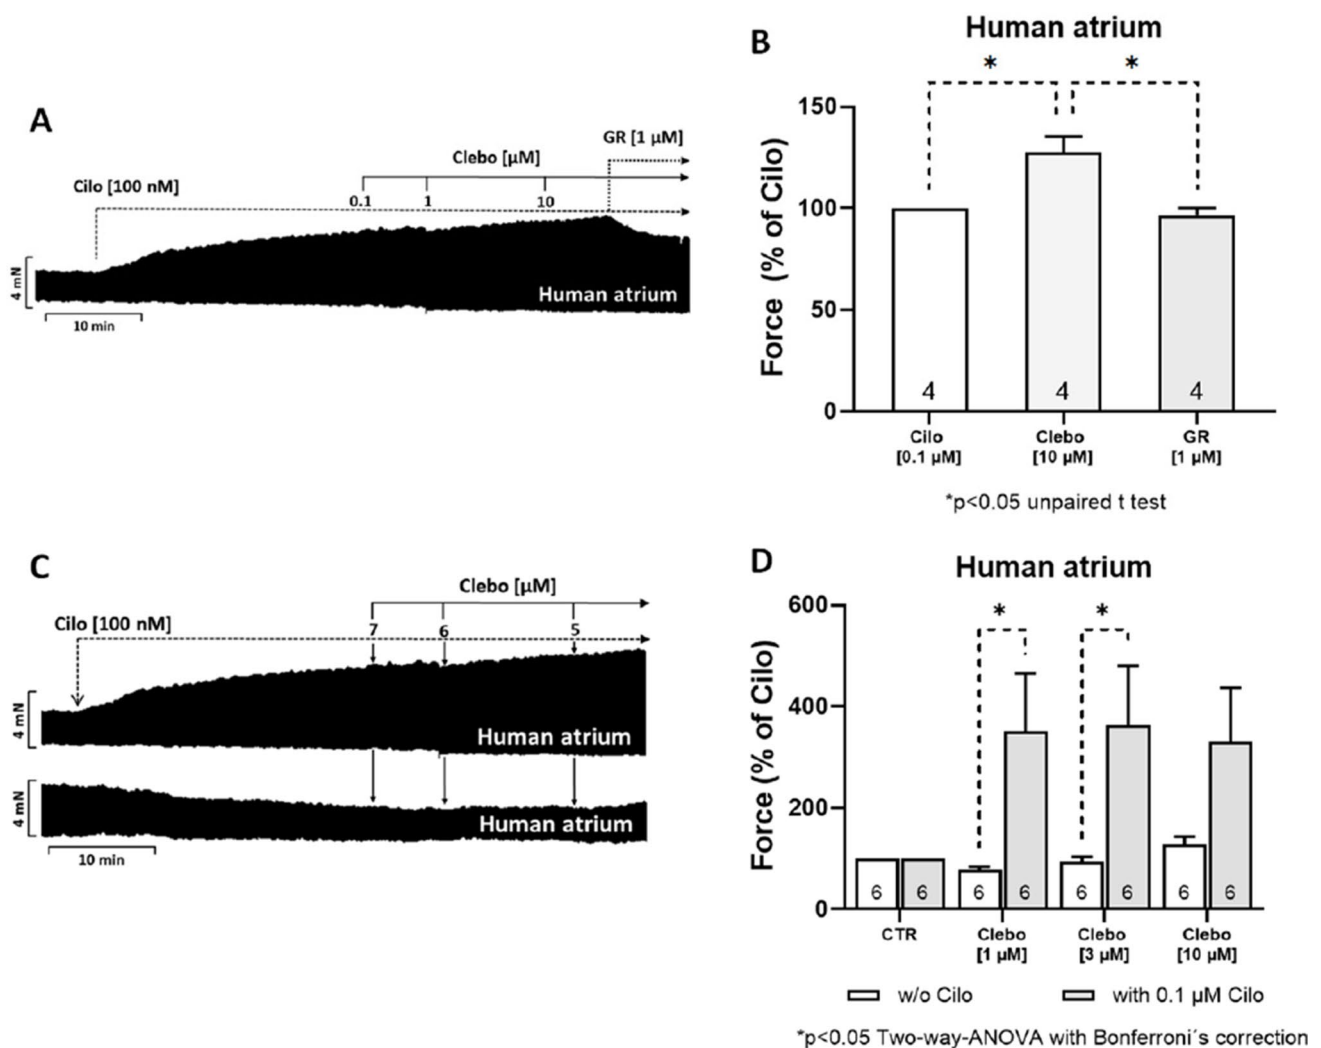 A
Cilo [100 nM]
Clebo [µM]
GR [1 µM]
0.1 1 10
4 mN
Human atrium
10 min
B
Human atrium
* *
Force (% of Cilo)
150
100
50
0
4 4 4
Cilo Clebo GR
[0.1 µM] [10 µM] [1 µM]
*p<0.05 unpaired t test
C
Cilo [100 nM]
Clebo [µM]
7 6 5
4 mN
Human atrium
4 mN
Human atrium
10 min
D
Human atrium
* *
Force (% of Cilo)
600
400
200
0
6 6 6 6 6 6 6 6
CTR Clebo Clebo Clebo
[1 µM] [3 µM] [10 µM]
w/o Cilo with 0.1 µM Cilo
*p<0.05 Two-way-ANOVA with Bonferroni´s correction